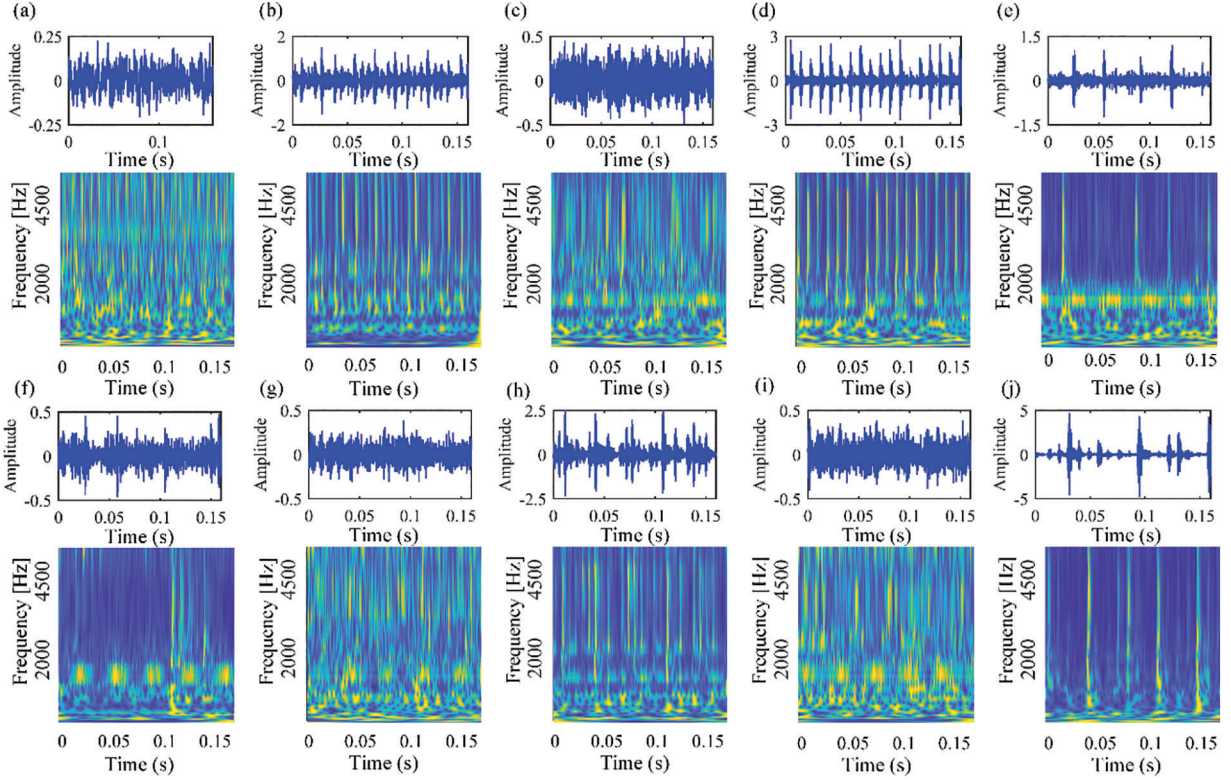 (a) (b) (c) (d) (e)
Amplitude 0.25 0 -0.25 0.1 Time (s)
Amplitude 2 0 -2 0 0.05 0.1 0.15 Time (s)
Amplitude 0.5 0 -0.5 0 0.05 0.1 0.15 Time (s)
Amplitude 3 0 -3 0 0.05 0.1 0.15 Time (s)
Amplitude 1.5 0 -1.5 0 0.05 0.1 0.15 Time (s)
Frequency [Hz] 4500 2000 0 0.05 0.1 0.15 Time (s)
Frequency [Hz] 4500 2000 0 0.05 0.1 0.15 Time (s)
Frequency [Hz] 4500 2000 0 0.05 0.1 0.15 Time (s)
Frequency [Hz] 4500 2000 0 0.05 0.1 0.15 Time (s)
Frequency [Hz] 4500 2000 0 0.05 0.1 0.15 Time (s)
(f) (g) (h) (i) (j)
Amplitude 0.5 0 -0.5 0 0.05 0.1 0.15 Time (s)
Amplitude 0.5 0 -0.5 0 0.05 0.1 0.15 Time (s)
Amplitude 2.5 0 -2.5 0 0.05 0.1 0.15 Time (s)
Amplitude 0.5 0 -0.5 0 0.05 0.1 0.15 Time (s)
Amplitude 5 0 -5 0 0.05 0.1 0.15 Time (s)
Frequency [Hz] 4500 2000 0 0.05 0.1 0.15 Time (s)
Frequency [Hz] 4500 2000 0 0.05 0.1 0.15 Time (s)
Frequency [Hz] 4500 2000 0 0.05 0.1 0.15 Time (s)
Frequency [Hz] 4500 2000 0 0.05 0.1 0.15 Time (s)
Frequency [Hz] 4500 2000 0 0.05 0.1 0.15 Time (s)